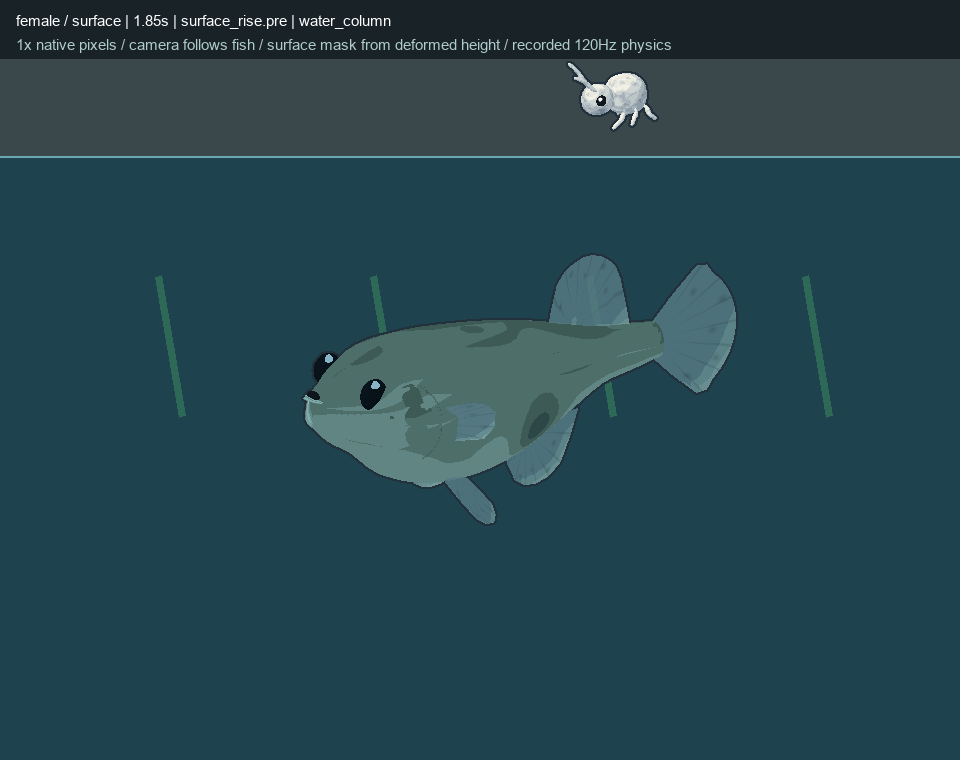 female / surface | 1.85s | surface_rise.pre | water_column
1x native pixels / camera follows fish / surface mask from deformed height / recorded 120Hz physics